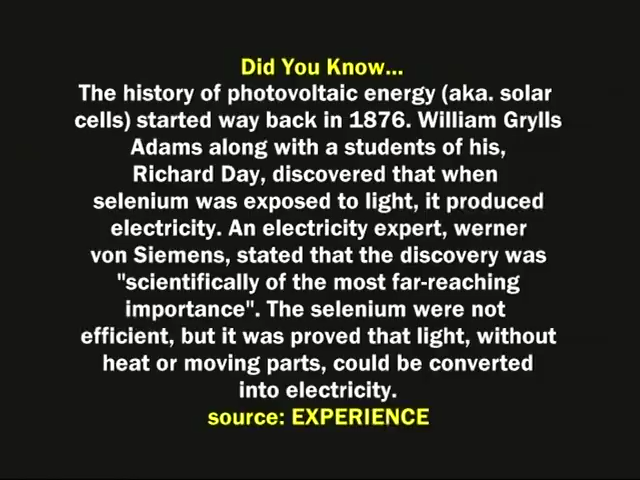 Did You Know...
The history of photovoltaic energy (aka. solar
cells) started way back in 1876. William Grylls
Adams along with a students of his,
Richard Day, discovered that when
selenium was exposed to light, it produced
electricity. An electricity expert, werner
von Siemens, stated that the discovery was
"scientifically of the most far-reaching
importance". The selenium were not
efficient, but it was proved that light, without
heat or moving parts, could be converted
into electricity.
source: EXPERIENCE